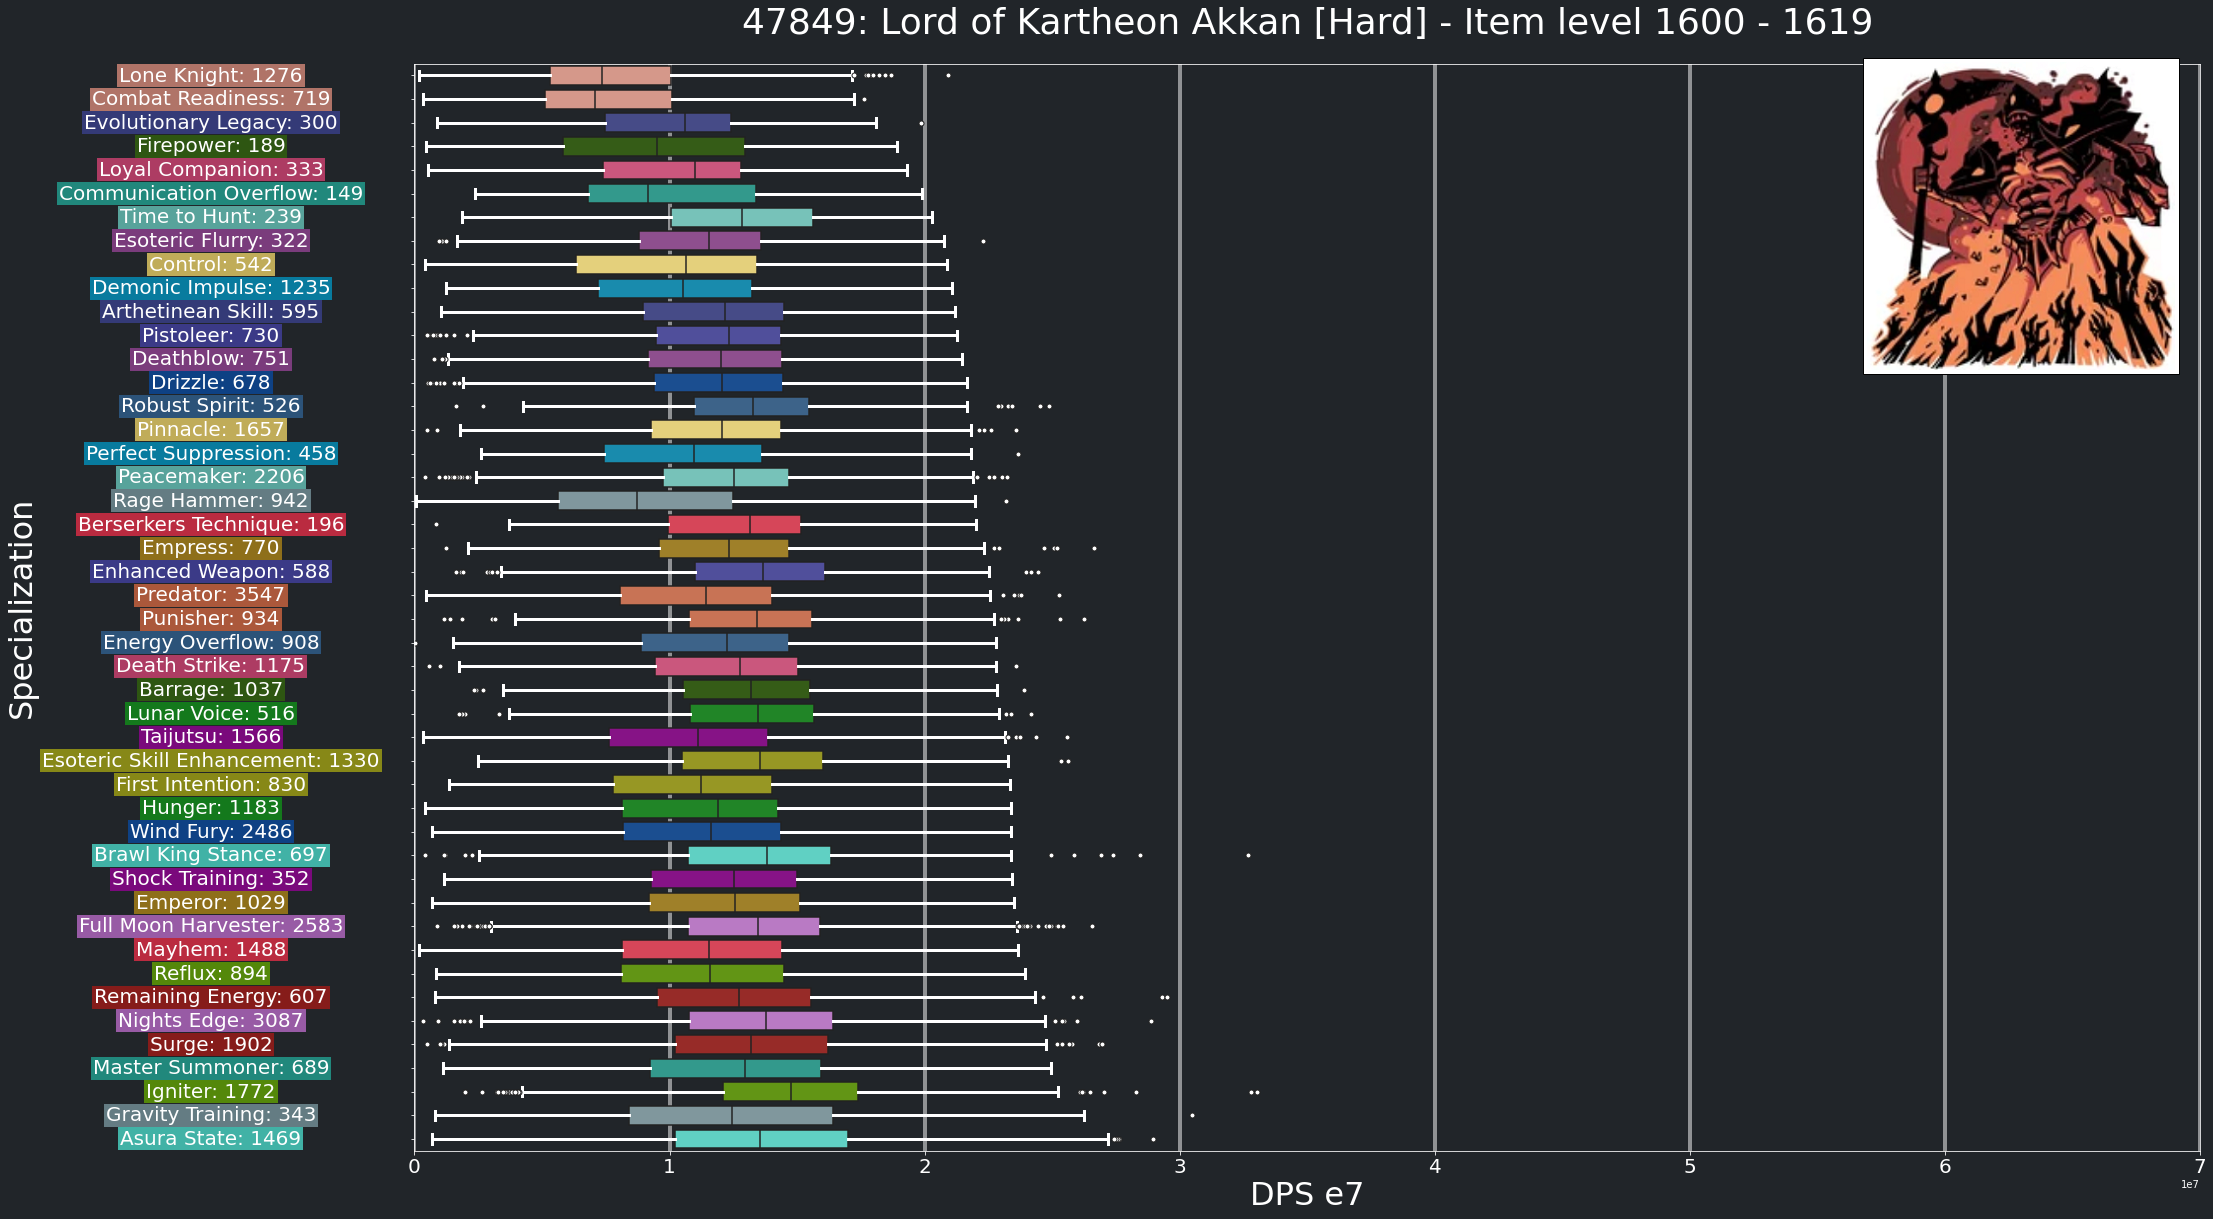 47849: Lord of Kartheon Akkan [Hard] - Item level 1600 - 1619
Specialization
Lone Knight: 1276
Combat Readiness: 719
Evolutionary Legacy: 300
Firepower: 189
Loyal Companion: 333
Communication Overflow: 149
Time to Hunt: 239
Esoteric Flurry: 322
Control: 542
Demonic Impulse: 1235
Arthetinean Skill: 595
Pistoleer: 730
Deathblow: 751
Drizzle: 678
Robust Spirit: 526
Pinnacle: 1657
Perfect Suppression: 458
Peacemaker: 2206
Rage Hammer: 942
Berserkers Technique: 196
Empress: 770
Enhanced Weapon: 588
Predator: 3547
Punisher: 934
Energy Overflow: 908
Death Strike: 1175
Barrage: 1037
Lunar Voice: 516
Taijutsu: 1566
Esoteric Skill Enhancement: 1330
First Intention: 830
Hunger: 1183
Wind Fury: 2486
Brawl King Stance: 697
Shock Training: 352
Emperor: 1029
Full Moon Harvester: 2583
Mayhem: 1488
Reflux: 894
Remaining Energy: 607
Nights Edge: 3087
Surge: 1902
Master Summoner: 689
Igniter: 1772
Gravity Training: 343
Asura State: 1469
0 1 2 3 4 5 6 7
1e7
DPS e7